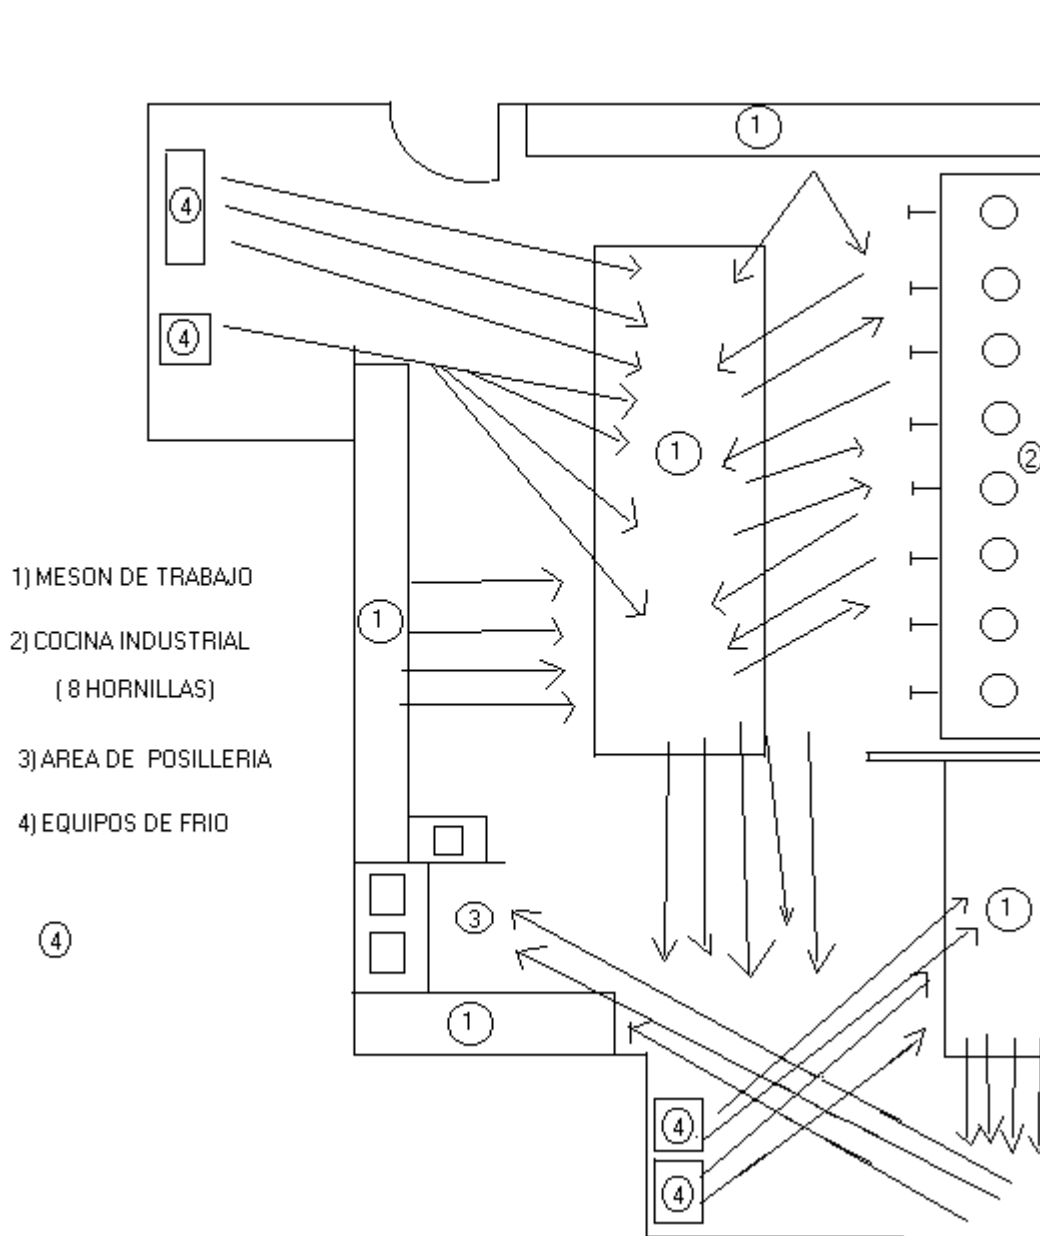 1
4
4
1
2
1) MESON DE TRABAJO
1
2) COCINA INDUSTRIAL
( 8 HORNILLAS)
3) AREA DE POSILLERIA
4) EQUIPOS DE FRIO
3
1
4
1
4
4